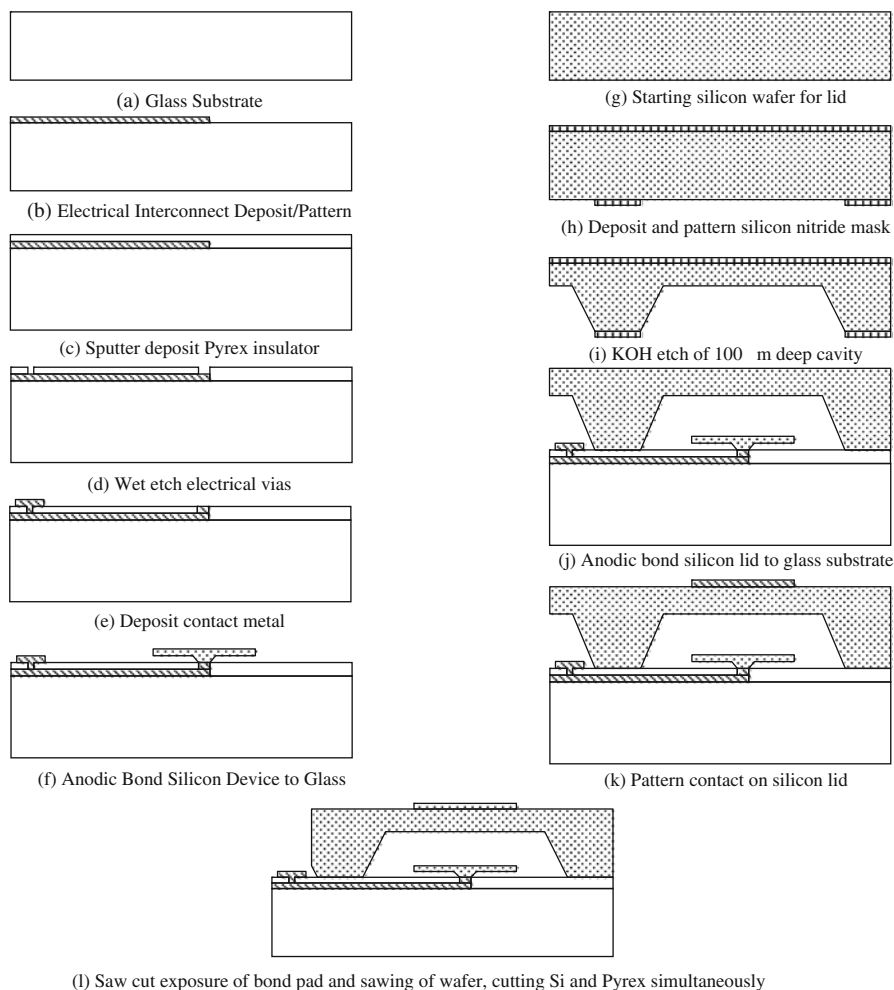 (a) Glass Substrate
(b) Electrical Interconnect Deposit/Pattern
(c) Sputter deposit Pyrex insulator
(d) Wet etch electrical vias
(e) Deposit contact metal
(f) Anodic Bond Silicon Device to Glass
(g) Starting silicon wafer for lid
(h) Deposit and pattern silicon nitride mask
(i) KOH etch of 100 m deep cavity
(j) Anodic bond silicon lid to glass substrate
(k) Pattern contact on silicon lid
(l) Saw cut exposure of bond pad and sawing of wafer, cutting Si and Pyrex simultaneously